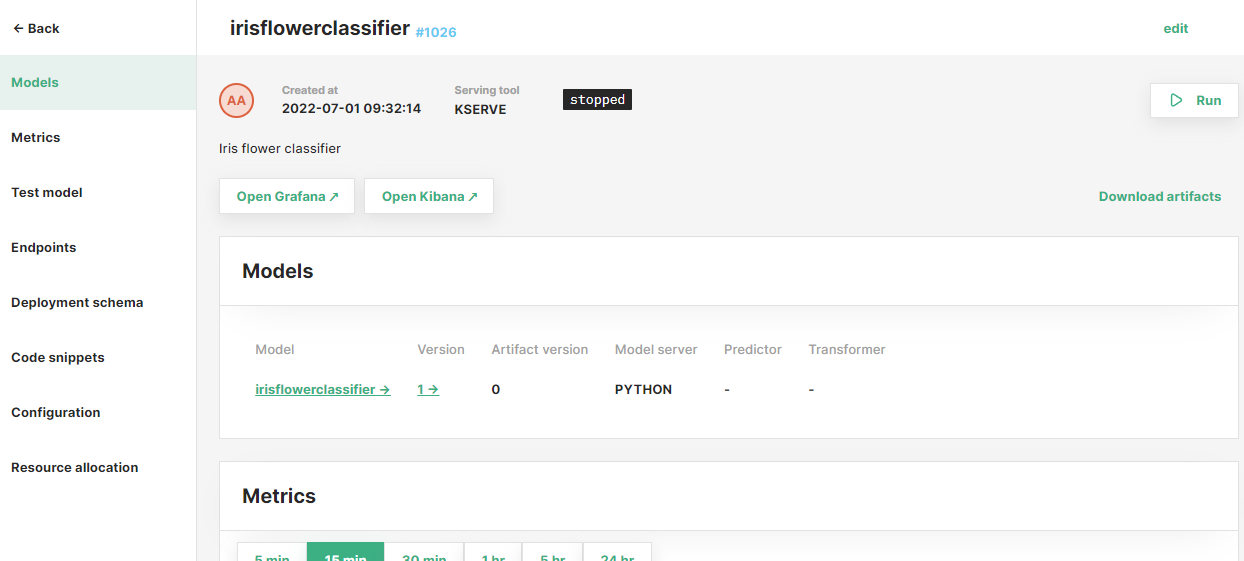 ← Back
Models
Metrics
Test model
Endpoints
Deployment schema
Code snippets
Configuration
Resource allocation
irisflowerclassifier #1026
edit
AA
Created at
2022-07-01 09:32:14
Serving tool
KSERVE
stopped
Run
Iris flower classifier
Open Grafana ↗
Open Kibana ↗
Download artifacts
Models
Model Version Artifact version Model server Predictor Transformer
irisflowerclassifier → 1 → 0 PYTHON - -
Metrics
5 min 15 min 30 min 1 hr 5 hr 24 hr